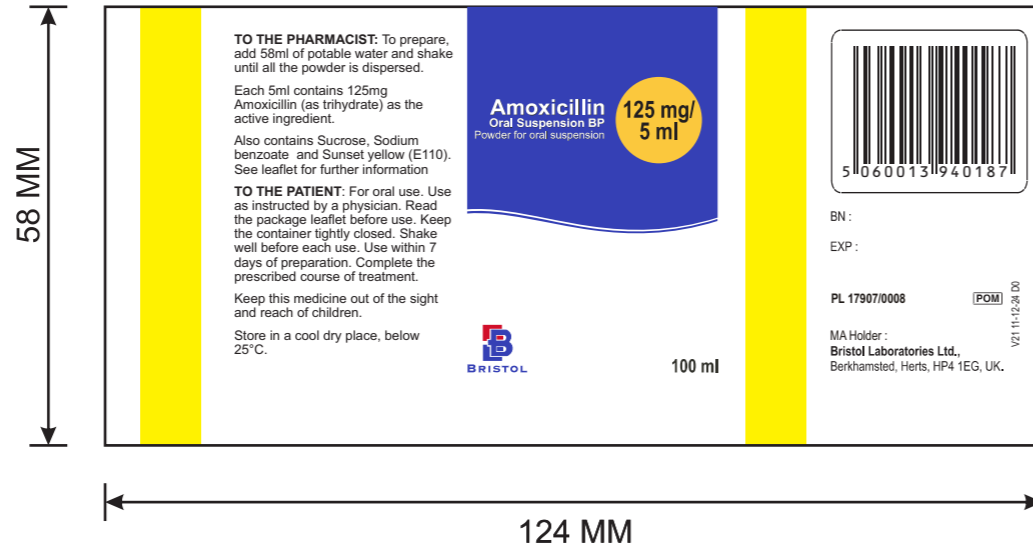 58 MM
TO THE PHARMACIST: To prepare,
add 58ml of potable water and shake
until all the powder is dispersed.
Each 5ml contains 125mg
Amoxicillin (as trihydrate) as the
active ingredient.
Also contains Sucrose, Sodium
benzoate and Sunset yellow (E110).
See leaflet for further information
TO THE PATIENT: For oral use. Use
as instructed by a physician. Read
the package leaflet before use. Keep
the container tightly closed. Shake
well before each use. Use within 7
days of preparation. Complete the
prescribed course of treatment.
Keep this medicine out of the sight
and reach of children.
Store in a cool dry place, below
25°C.
Amoxicillin
Oral Suspension BP
Powder for oral suspension
125 mg/
5 ml
BRISTOL
100 ml
5 060013 940187
BN :
EXP :
PL 17907/0008
POM
V21 11-12-24 D0
MA Holder :
Bristol Laboratories Ltd.,
Berkhamsted, Herts, HP4 1EG, UK.
124 MM